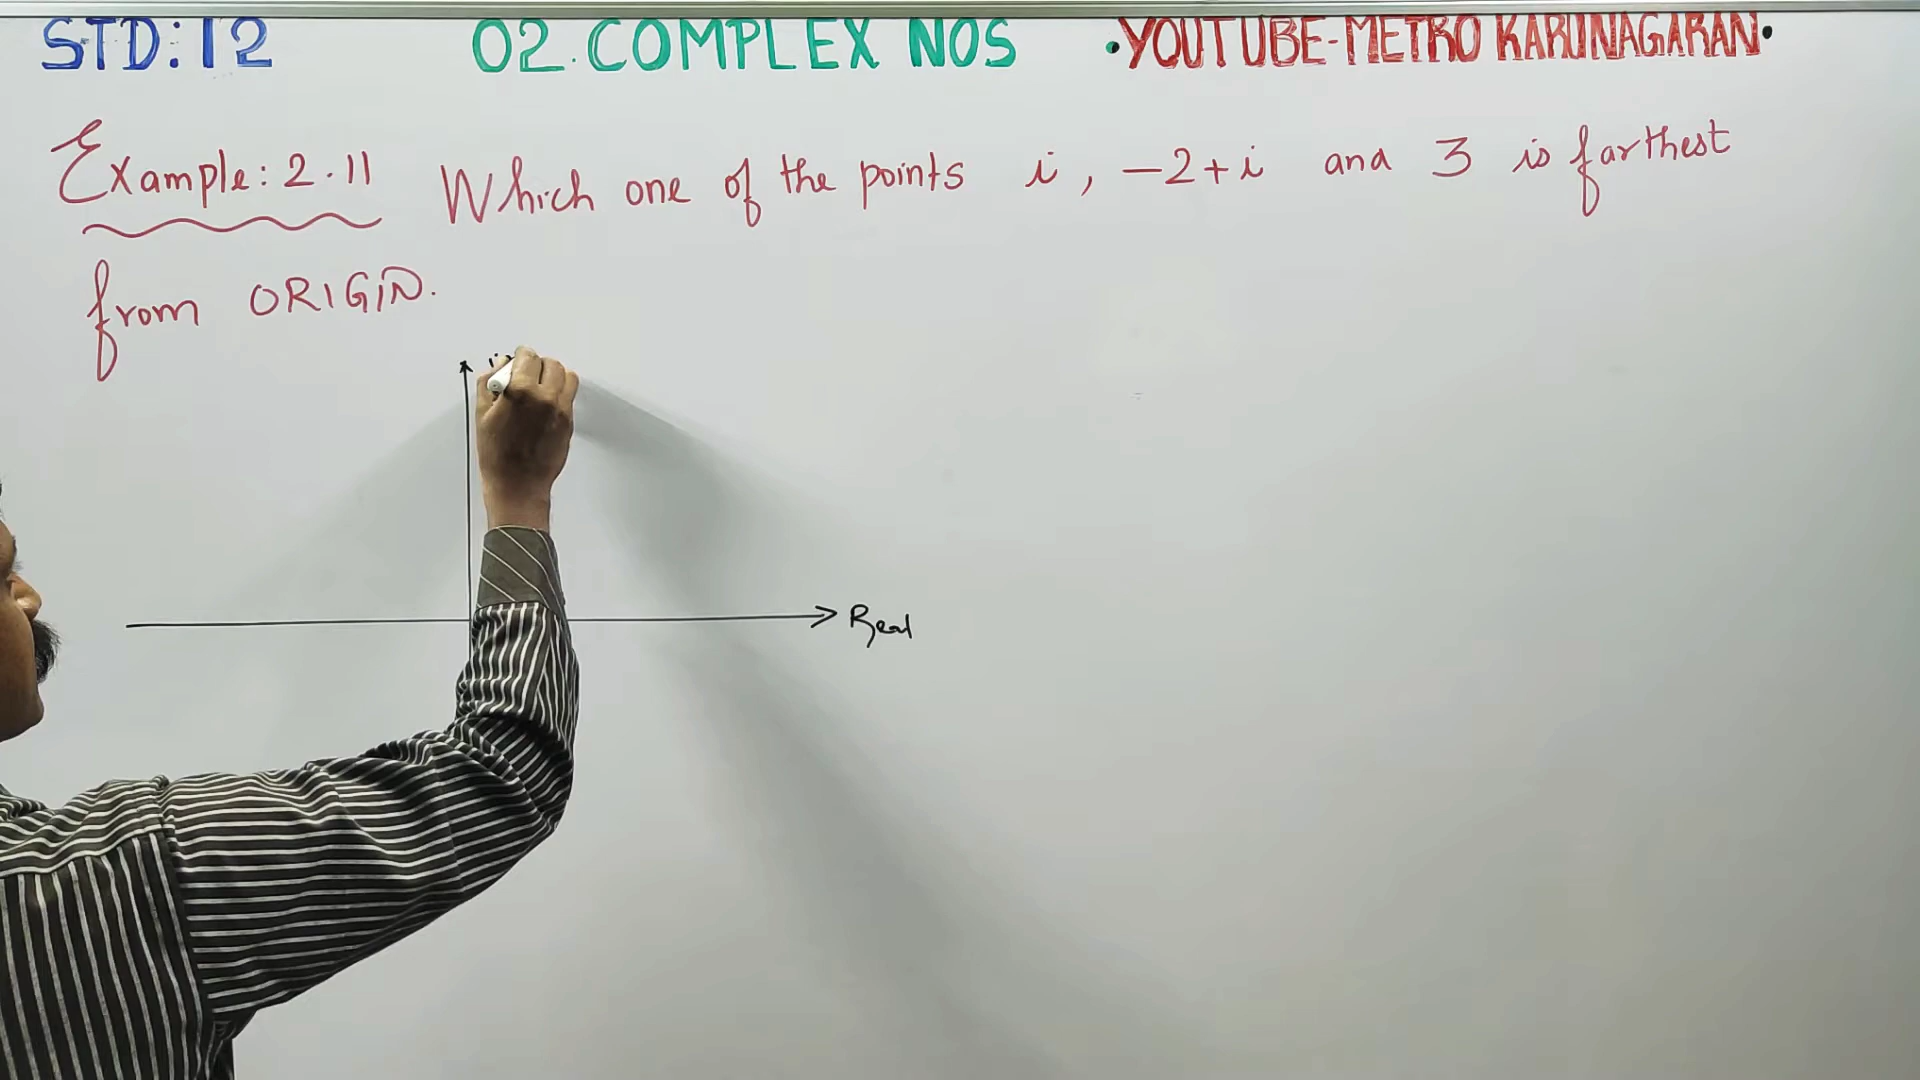 STD:12 02.COMPLEX NOS •YOUTUBE-METRO KARUNAGARAN•
Example: 2.11 Which one of the points i, -2+i and 3 is farthest
from ORIGIN.
Real